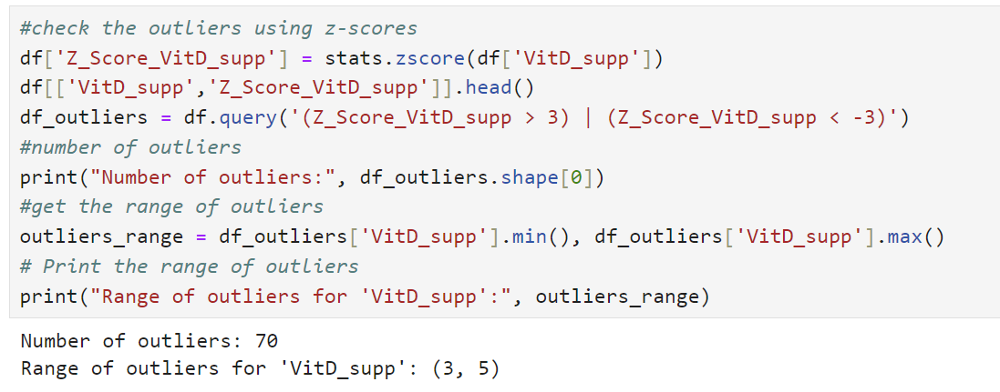 #check the outliers using z-scores
df['Z_Score_VitD_supp'] = stats.zscore(df['VitD_supp'])
df[['VitD_supp','Z_Score_VitD_supp']].head()
df_outliers = df.query('(Z_Score_VitD_supp > 3) | (Z_Score_VitD_supp < -3)')
#number of outliers
print("Number of outliers:", df_outliers.shape[0])
#get the range of outliers
outliers_range = df_outliers['VitD_supp'].min(), df_outliers['VitD_supp'].max()
# Print the range of outliers
print("Range of outliers for 'VitD_supp':", outliers_range)
Number of outliers: 70
Range of outliers for 'VitD_supp': (3, 5)